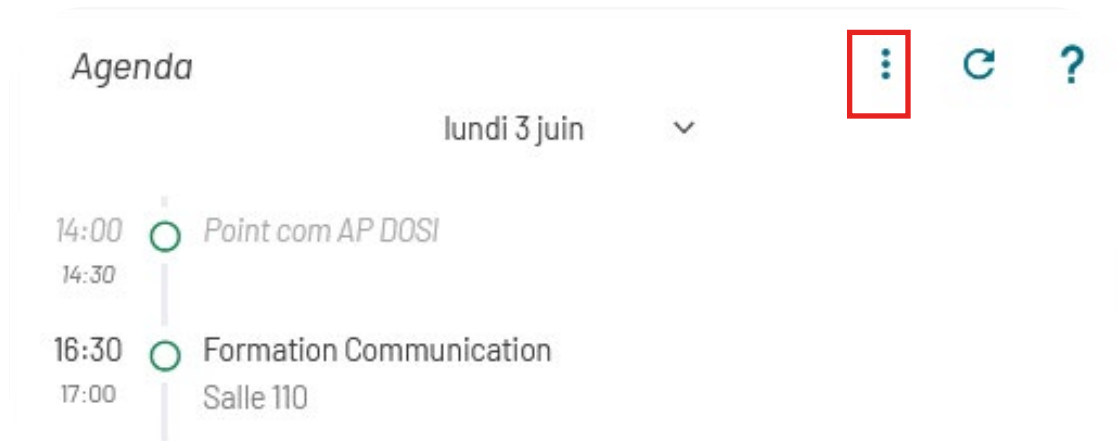 Agenda
?
lundi 3 juin
14:00 Point com AP DOSI
14:30
16:30 Formation Communication
17:00 Salle 110